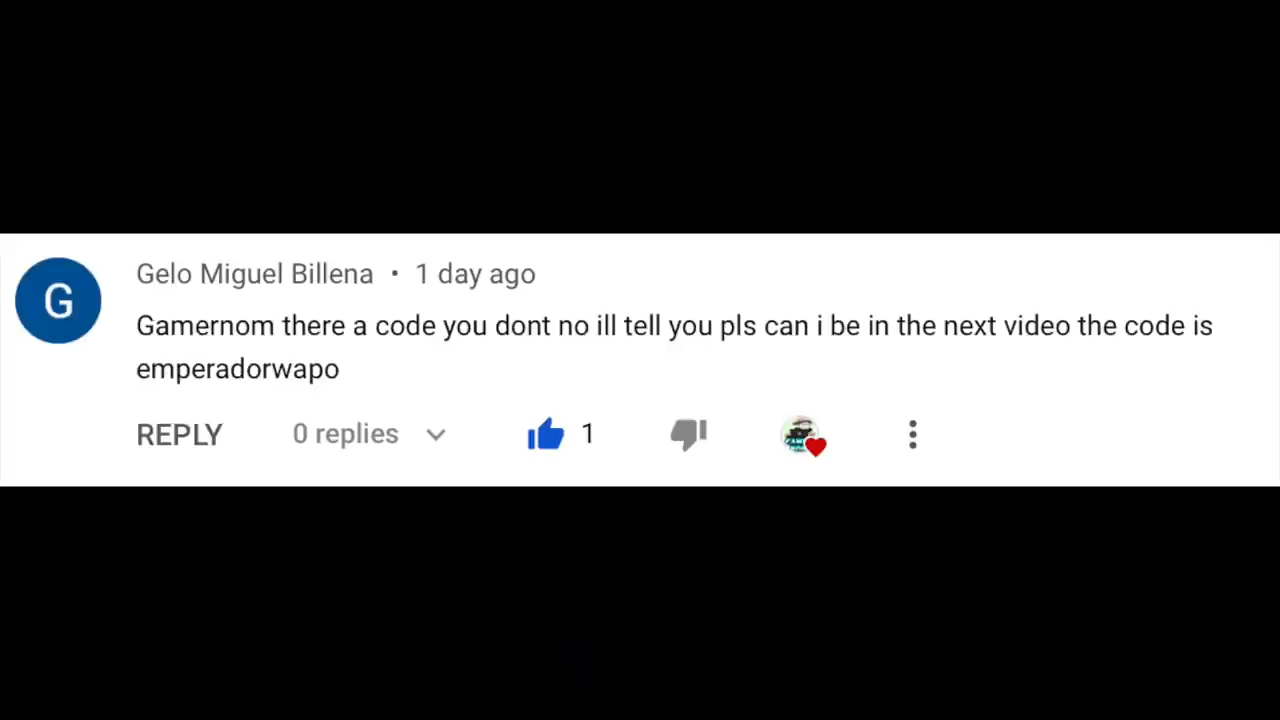 G
Gelo Miguel Billena • 1 day ago
Gamernom there a code you dont no ill tell you pls can i be in the next video the code is
emperadorwapo
REPLY 0 replies 1